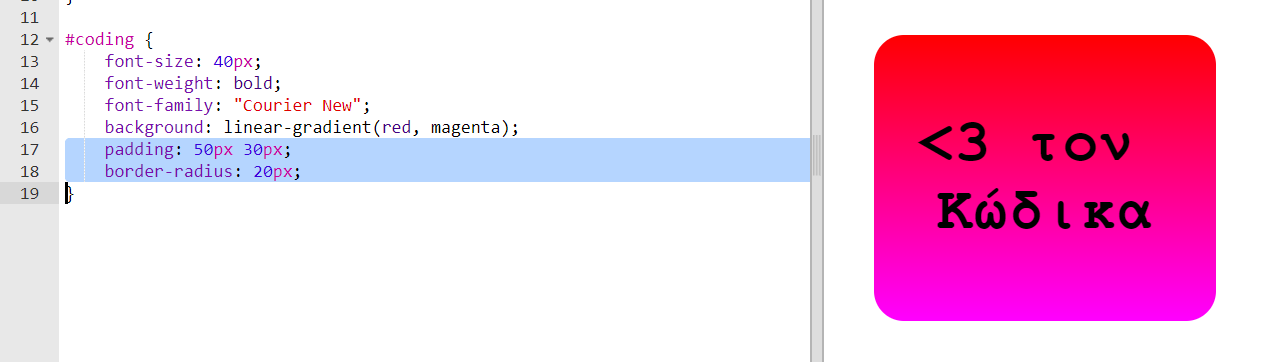 11
12 #coding {
13 font-size: 40px;
14 font-weight: bold;
15 font-family: "Courier New";
16 background: linear-gradient(red, magenta);
17 padding: 50px 30px;
18 border-radius: 20px;
19 }
<3 τον
Κώδικα